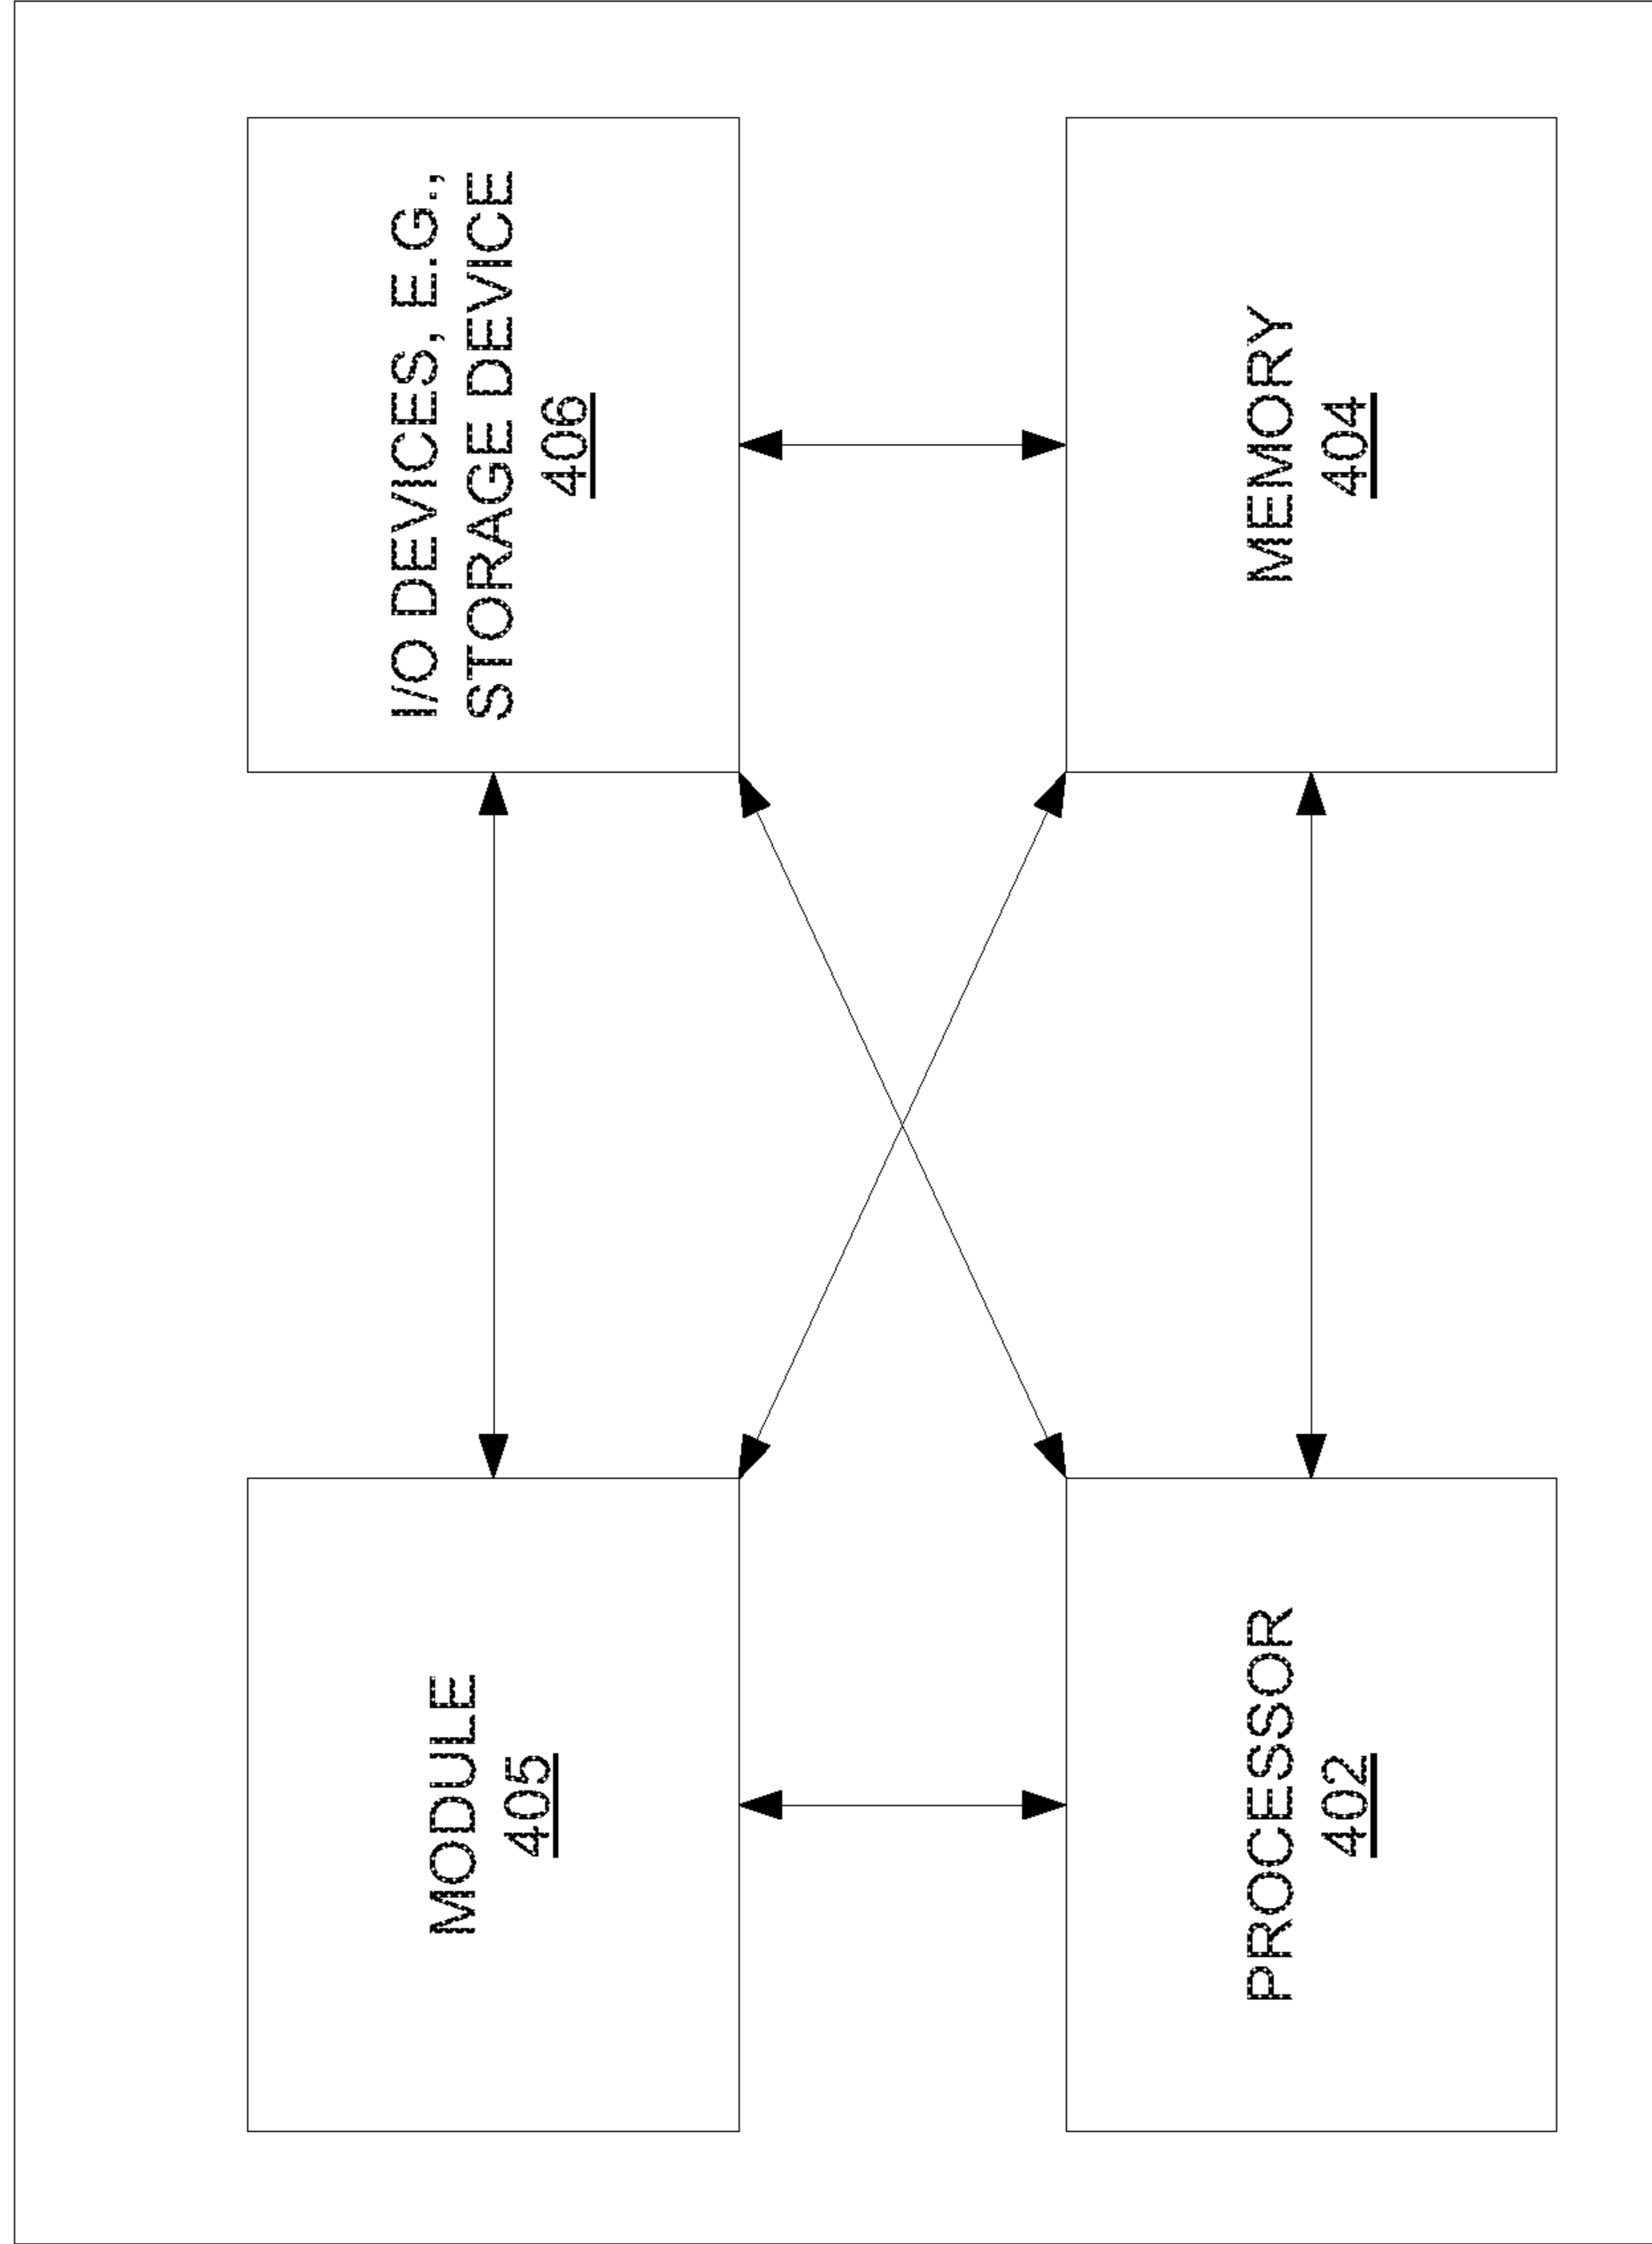 MODULE
405
I/O DEVICES, E.G.,
STORAGE DEVICE
406
PROCESSOR
402
MEMORY
404